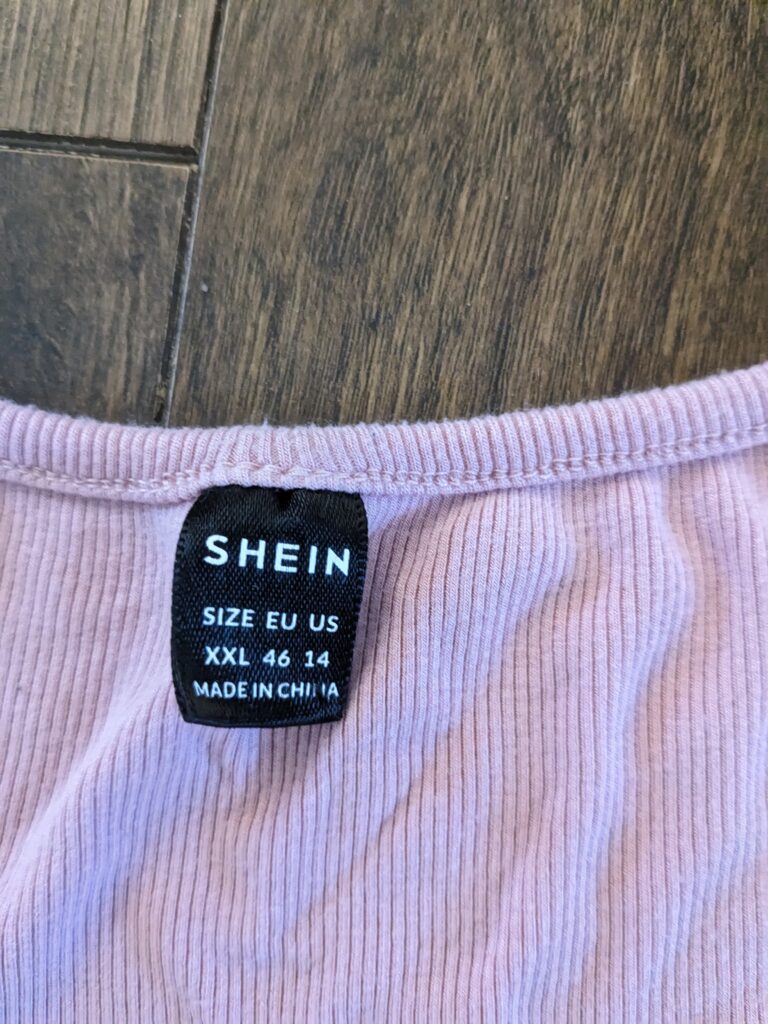 SHEIN
SIZE EU US
XXL 46 14
MADE IN CHINA